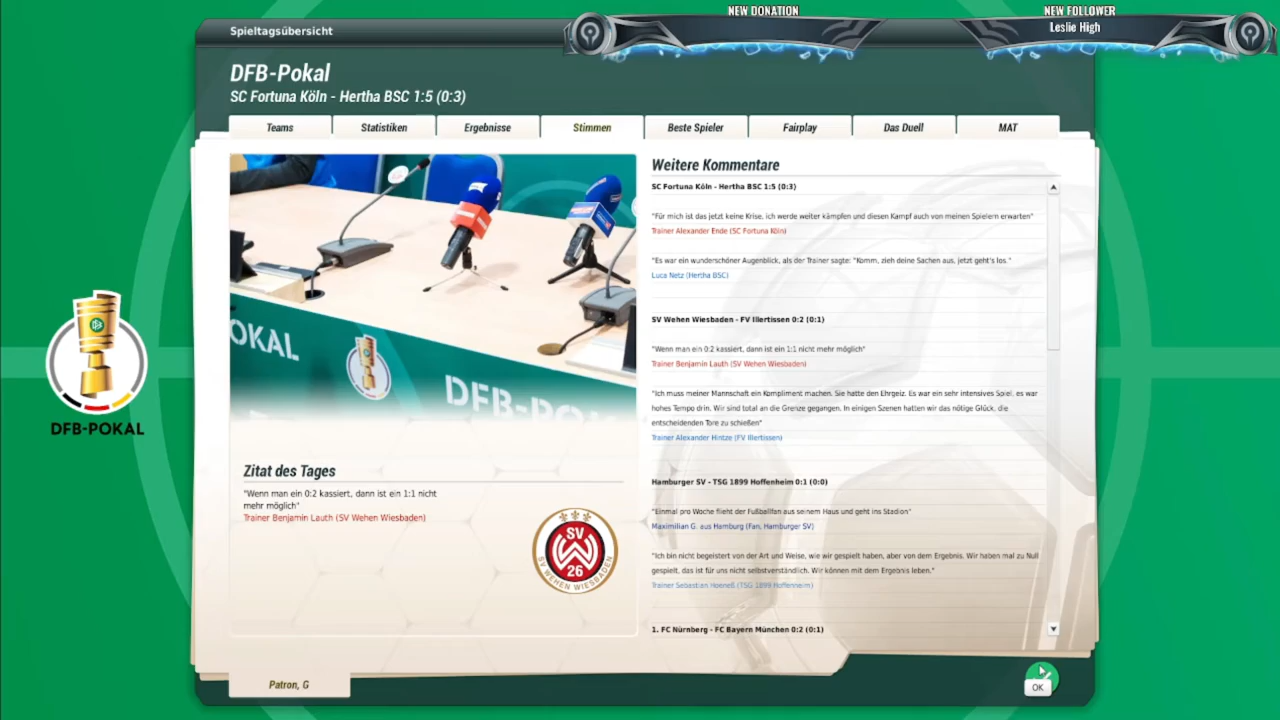 NEW DONATION
NEW FOLLOWER
Leslie High
Spieltagsübersicht
DFB-Pokal
SC Fortuna Köln - Hertha BSC 1:5 (0:3)
Teams
Statistiken
Ergebnisse
Stimmen
Beste Spieler
Fairplay
Das Duell
MAT
POKAL
DFB-POKAL
DFB-POKAL
Zitat des Tages
"Wenn man ein 0:2 kassiert, dann ist ein 1:1 nicht
mehr möglich"
Trainer Benjamin Lauth (SV Wehen Wiesbaden)
SV
26
SV WEHEN WIESBADEN
Weitere Kommentare
SC Fortuna Köln - Hertha BSC 1:5 (0:3)
"Für mich ist das jetzt keine Krise, ich werde weiter kämpfen und diesen Kampf auch von meinen Spielern erwarten"
Trainer Alexander Ende (SC Fortuna Köln)
"Es war ein wunderschöner Augenblick, als der Trainer sagte: "Komm, zieh deine Sachen aus, jetzt geht's los."
Luca Netz (Hertha BSC)
SV Wehen Wiesbaden - FV Illertissen 0:2 (0:1)
"Wenn man ein 0:2 kassiert, dann ist ein 1:1 nicht mehr möglich"
Trainer Benjamin Lauth (SV Wehen Wiesbaden)
"Ich muss meiner Mannschaft ein Kompliment machen. Sie hatte den Ehrgeiz. Es war ein sehr intensives Spiel, es war
hohes Tempo drin. Wir sind total an die Grenze gegangen. In einigen Szenen hatten wir das nötige Glück, die
entscheidenden Tore zu schießen"
Trainer Alexander Hintze (FV Illertissen)
Hamburger SV - TSG 1899 Hoffenheim 0:1 (0:0)
"Einmal pro Woche flieht der Fußballfan aus seinem Haus und geht ins Stadion"
Maximilian G. aus Hamburg (Fan, Hamburger SV)
"Ich bin nicht begeistert von der Art und Weise, wie wir gespielt haben, aber von dem Ergebnis. Wir haben mal zu Null
gespielt, das ist für uns nicht selbstverständlich. Wir können mit dem Ergebnis leben."
Trainer Sebastian Hoeneß (TSG 1899 Hoffenheim)
1. FC Nürnberg - FC Bayern München 0:2 (0:1)
Patron, G
OK